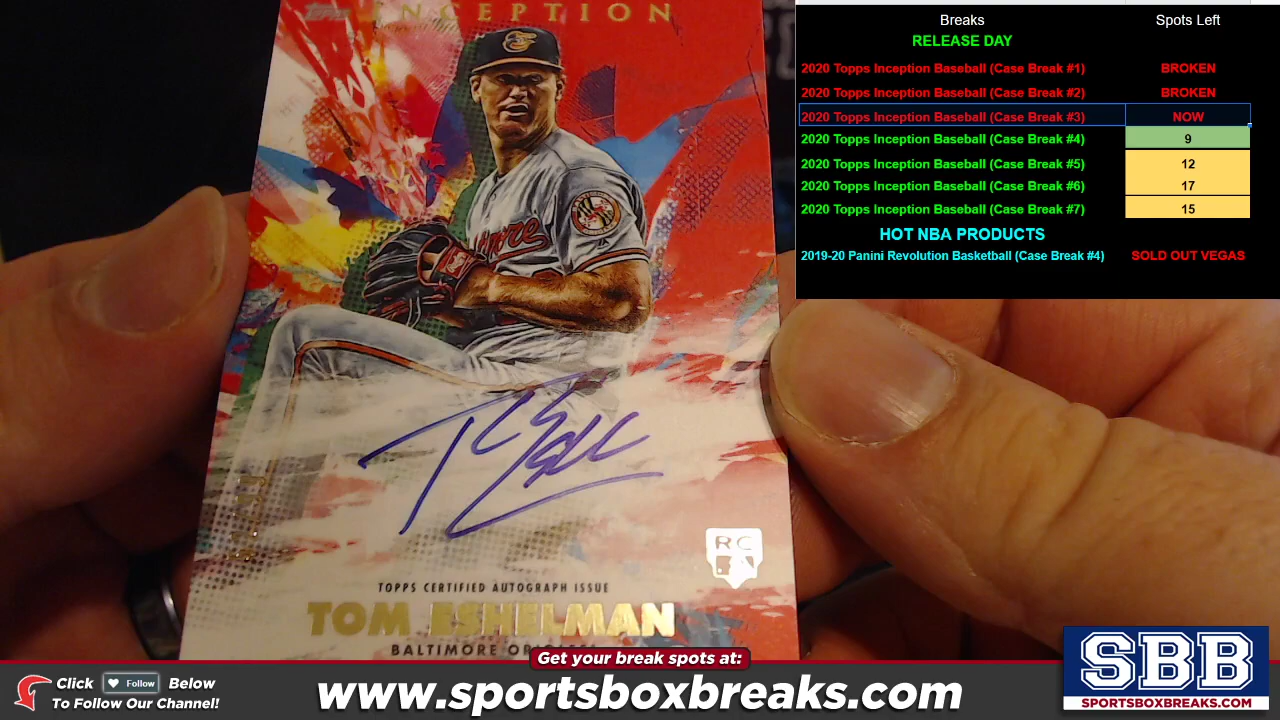 Topps INCEPTION
TOPPS CERTIFIED AUTOGRAPH ISSUE
TOM ESHELMAN
BALTIMORE ORIOLES
RC
Breaks Spots Left
RELEASE DAY
2020 Topps Inception Baseball (Case Break #1) BROKEN
2020 Topps Inception Baseball (Case Break #2) BROKEN
2020 Topps Inception Baseball (Case Break #3) NOW
2020 Topps Inception Baseball (Case Break #4) 9
2020 Topps Inception Baseball (Case Break #5) 12
2020 Topps Inception Baseball (Case Break #6) 17
2020 Topps Inception Baseball (Case Break #7) 15
HOT NBA PRODUCTS
2019-20 Panini Revolution Basketball (Case Break #4) SOLD OUT VEGAS
Get your break spots at:
Click Follow Below
To Follow Our Channel!
www.sportsboxbreaks.com
SBB
SPORTSBOXBREAKS.COM